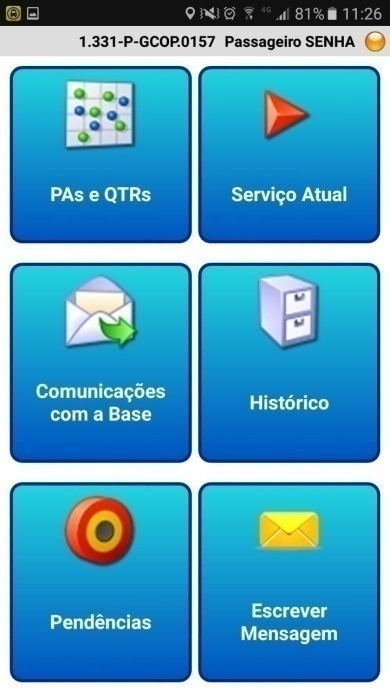 4G 81% 11:26
1.331-P-GCOP.0157 Passageiro SENHA
PAs e QTRs
Serviço Atual
Comunicações
com a Base
Histórico
Pendências
Escrever
Mensagem